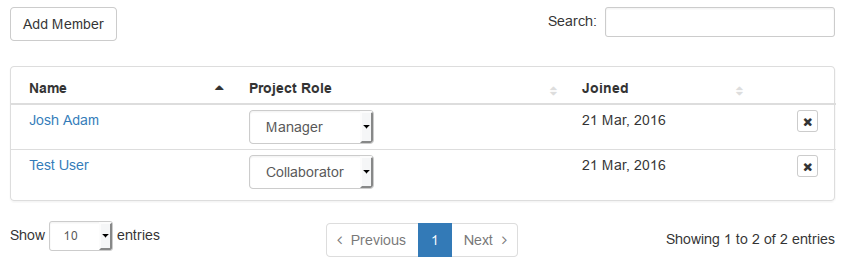 Add Member
Search:
Name Project Role Joined
Josh Adam Manager 21 Mar, 2016
Test User Collaborator 21 Mar, 2016
Show 10 entries Previous 1 Next Showing 1 to 2 of 2 entries